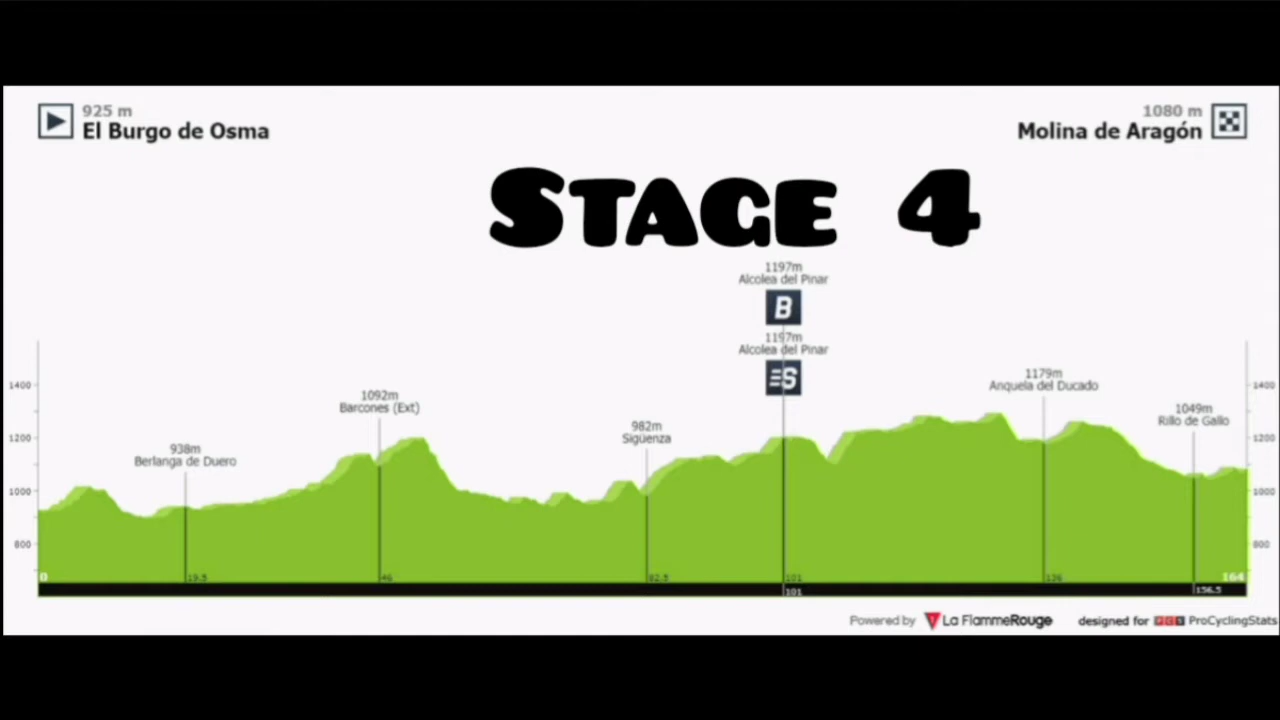 925 m
El Burgo de Osma
1080 m
Molina de Aragón
STAGE 4
1197m
Alcolea del Pinar
B
1197m
Alcolea del Pinar
S
1179m
Anquela del Ducado
1092m
Barcones (Ext)
1049m
Rillo de Gallo
982m
Sigüenza
938m
Berlanga de Duero
1400
1200
1000
800
1400
1200
1000
800
0
19.5
46
82.5
101
136
164
101
156.5
Powered by La FlammeRouge designed for PCS ProCyclingStats